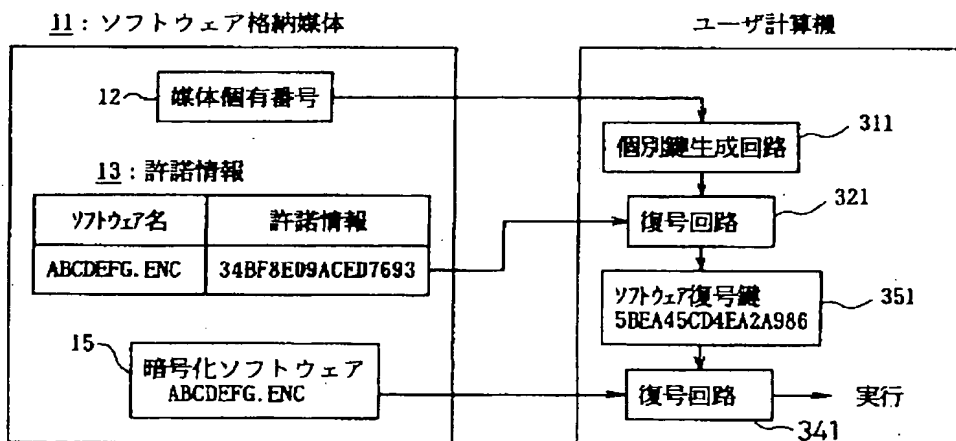 11：ソフトウェア格納媒体
ユーザ計算機
12
媒体個有番号
311
個別鍵生成回路
13：許諾情報
ソフトウェア名
許諾情報
321
復号回路
ABCDEFG.ENC
34BF8E09ACED7693
ソフトウェア復号鍵
5BEA45CD4EA2A986
351
15
暗号化ソフトウェア
ABCDEFG.ENC
復号回路
実行
341